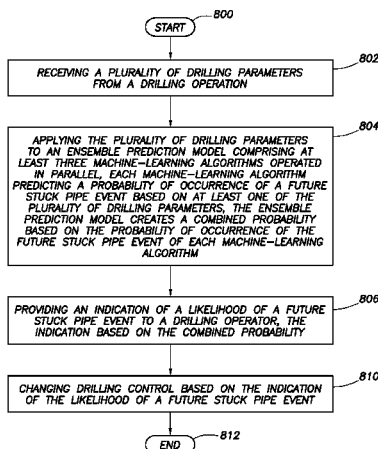 800
START
802
RECEIVING A PLURALITY OF DRILLING PARAMETERS
FROM A DRILLING OPERATION
804
APPLYING THE PLURALITY OF DRILLING PARAMETERS
TO AN ENSEMBLE PREDICTION MODEL COMPRISING AT
LEAST THREE MACHINE-LEARNING ALGORITHMS OPERATED
IN PARALLEL, EACH MACHINE-LEARNING ALGORITHM
PREDICTING A PROBABILITY OF OCCURRENCE OF A FUTURE
STUCK PIPE EVENT BASED ON AT LEAST ONE OF THE
PLURALITY OF DRILLING PARAMETERS, THE ENSEMBLE
PREDICTION MODEL CREATES A COMBINED PROBABILITY
BASED ON THE PROBABILITY OF OCCURRENCE OF THE
FUTURE STUCK PIPE EVENT OF EACH MACHINE-LEARNING
ALGORITHM
806
PROVIDING AN INDICATION OF A LIKELIHOOD OF A FUTURE
STUCK PIPE EVENT TO A DRILLING OPERATOR, THE
INDICATION BASED ON THE COMBINED PROBABILITY
810
CHANGING DRILLING CONTROL BASED ON THE INDICATION
OF THE LIKELIHOOD OF A FUTURE STUCK PIPE EVENT
812
END